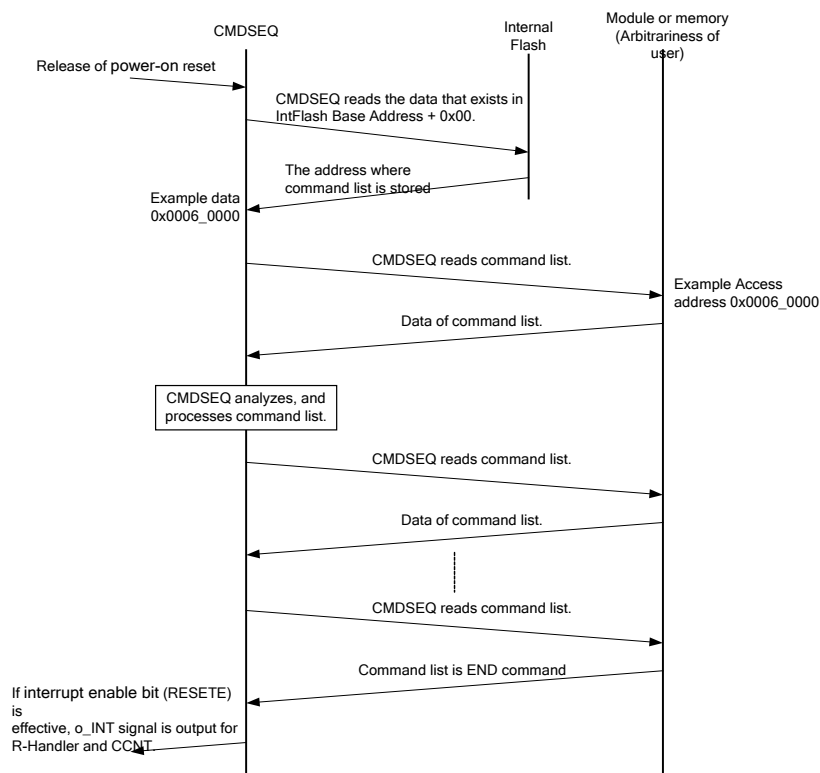 CMDSEQ
Internal
Flash
Module or memory
(Arbitrariness of
user)
Release of power-on reset
CMDSEQ reads the data that exists in
IntFlash Base Address + 0x00.
The address where
command list is stored
Example data
0x0006_0000
CMDSEQ reads command list.
Example Access
address 0x0006_0000
Data of command list.
CMDSEQ analyzes, and
processes command list.
CMDSEQ reads command list.
Data of command list.
CMDSEQ reads command list.
Command list is END command
If interrupt enable bit (RESETE)
is
effective, o_INT signal is output for
R-Handler and CCNT.